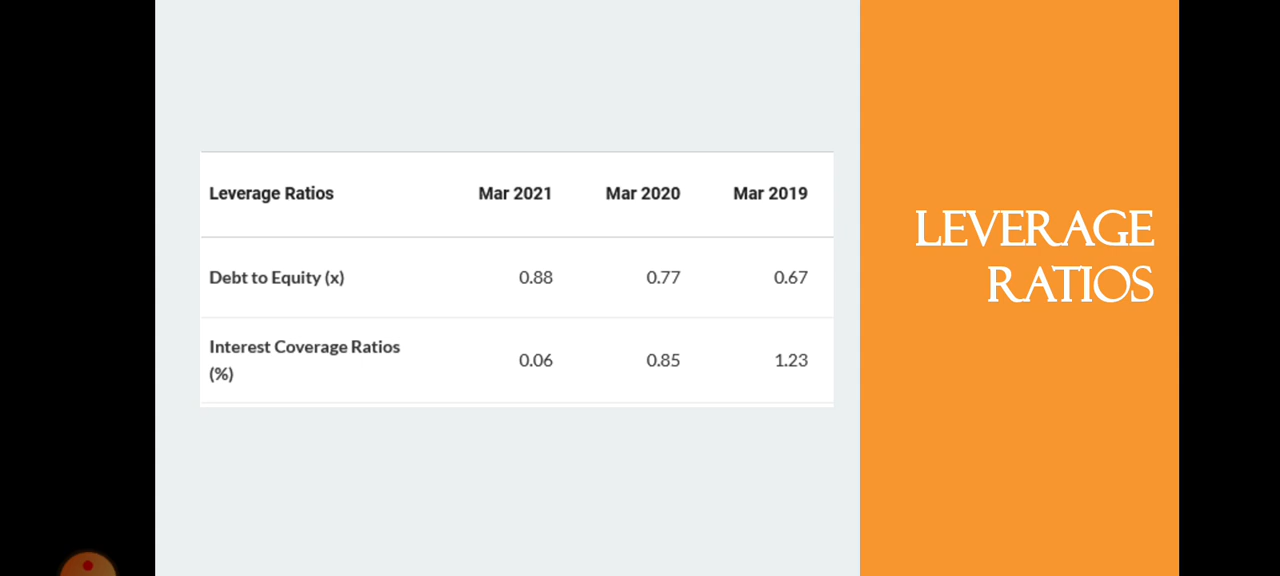 Leverage Ratios Mar 2021 Mar 2020 Mar 2019
Debt to Equity (x) 0.88 0.77 0.67
Interest Coverage Ratios
(%) 0.06 0.85 1.23
LEVERAGE
RATIOS